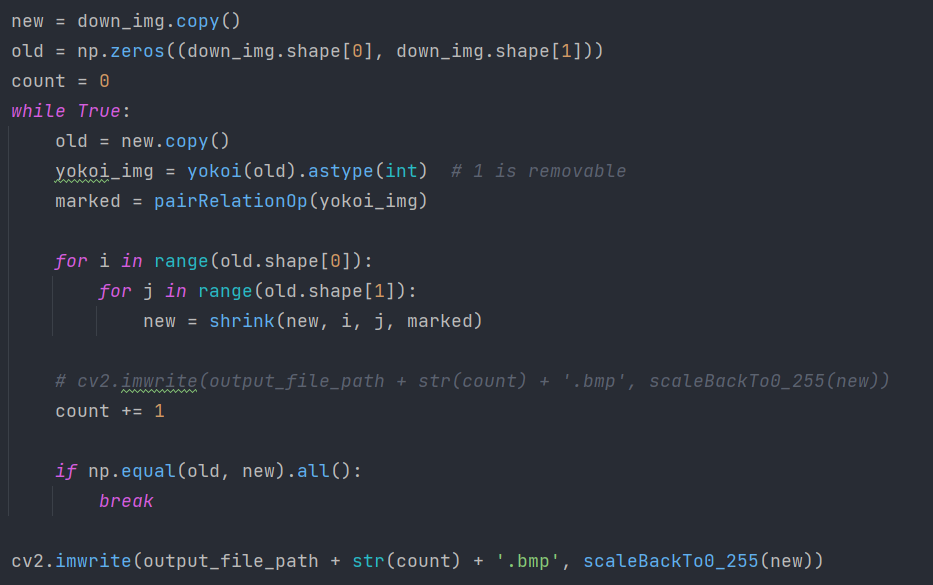 new = down_img.copy()
old = np.zeros((down_img.shape[0], down_img.shape[1]))
count = 0
while True:
    old = new.copy()
    yokoi_img = yokoi(old).astype(int)  # 1 is removable
    marked = pairRelationOp(yokoi_img)

    for i in range(old.shape[0]):
        for j in range(old.shape[1]):
            new = shrink(new, i, j, marked)

    # cv2.imwrite(output_file_path + str(count) + '.bmp', scaleBackTo0_255(new))
    count += 1

    if np.equal(old, new).all():
        break

cv2.imwrite(output_file_path + str(count) + '.bmp', scaleBackTo0_255(new))